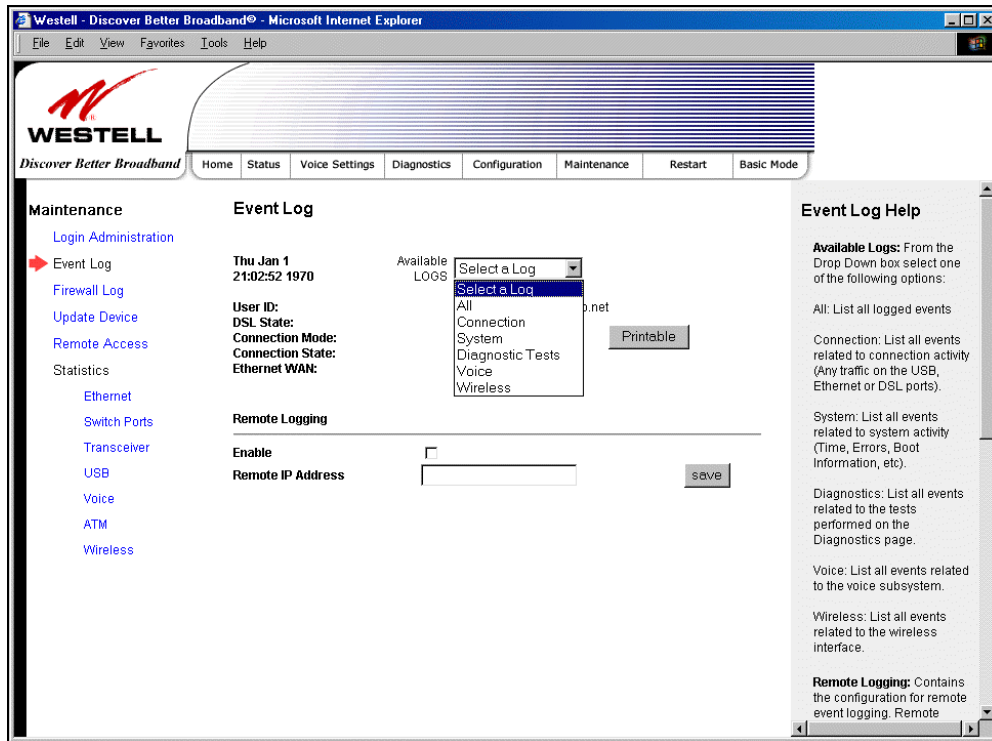 Westell - Discover Better Broadband® - Microsoft Internet Explorer
File Edit View Favorites Tools Help
WESTELL
Discover Better Broadband
Home Status Voice Settings Diagnostics Configuration Maintenance Restart Basic Mode
Maintenance
Login Administration
Event Log
Firewall Log
Update Device
Remote Access
Statistics
Ethernet
Switch Ports
Transceiver
USB
Voice
ATM
Wireless
Event Log
Thu Jan 1
21:02:52 1970
Available
LOGS
Select a Log
Select a Log
All
Connection
System
Diagnostic Tests
Voice
Wireless
User ID:
.net
DSL State:
Connection Mode:
Connection State:
Ethernet WAN:
Printable
Remote Logging
Enable
Remote IP Address
save
Event Log Help
Available Logs: From the
Drop Down box select one
of the following options:
All: List all logged events
Connection: List all events
related to connection activity
(Any traffic on the USB,
Ethernet or DSL ports).
System: List all events
related to system activity
(Time, Errors, Boot
Information, etc).
Diagnostics: List all events
related to the tests
performed on the
Diagnostics page.
Voice: List all events related
to the voice subsystem.
Wireless: List all events
related to the wireless
interface.
Remote Logging: Contains
the configuration for remote
event logging. Remote